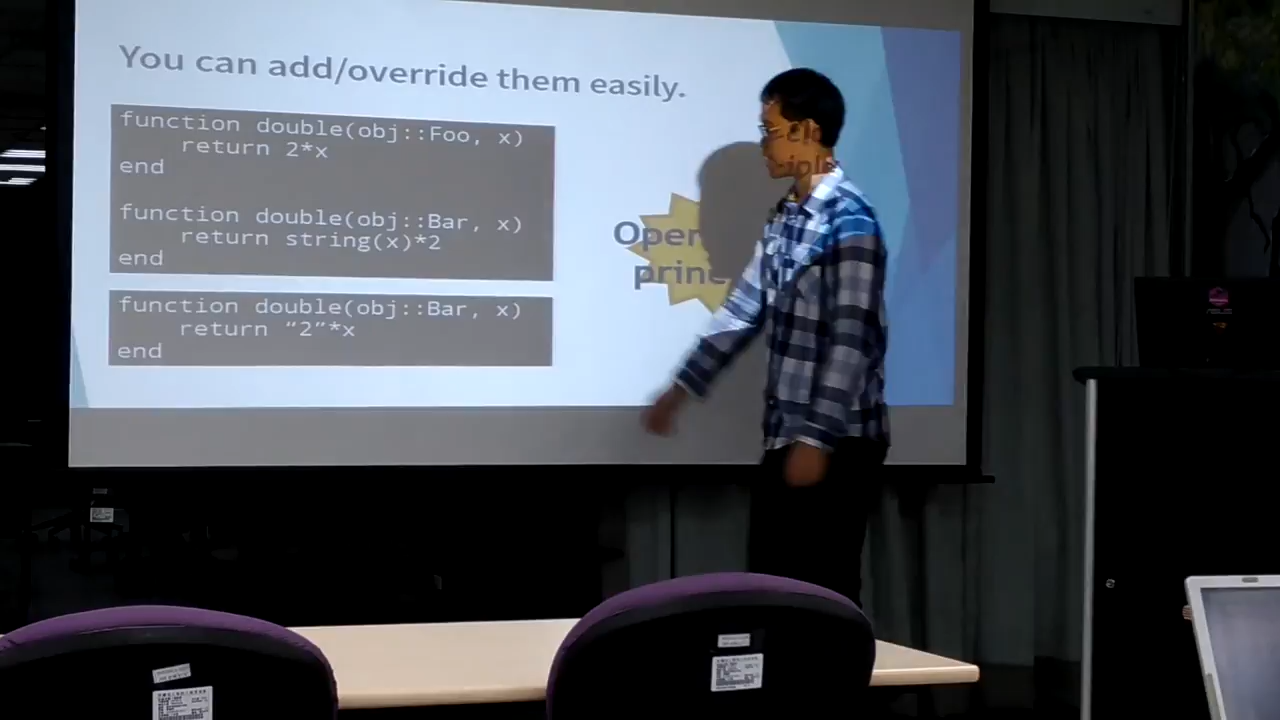 You can add/override them easily.
function double(obj::Foo, x)
return 2*x
end
function double(obj::Bar, x)
return string(x)*2
end
function double(obj::Bar, x)
return “2”*x
end
Open